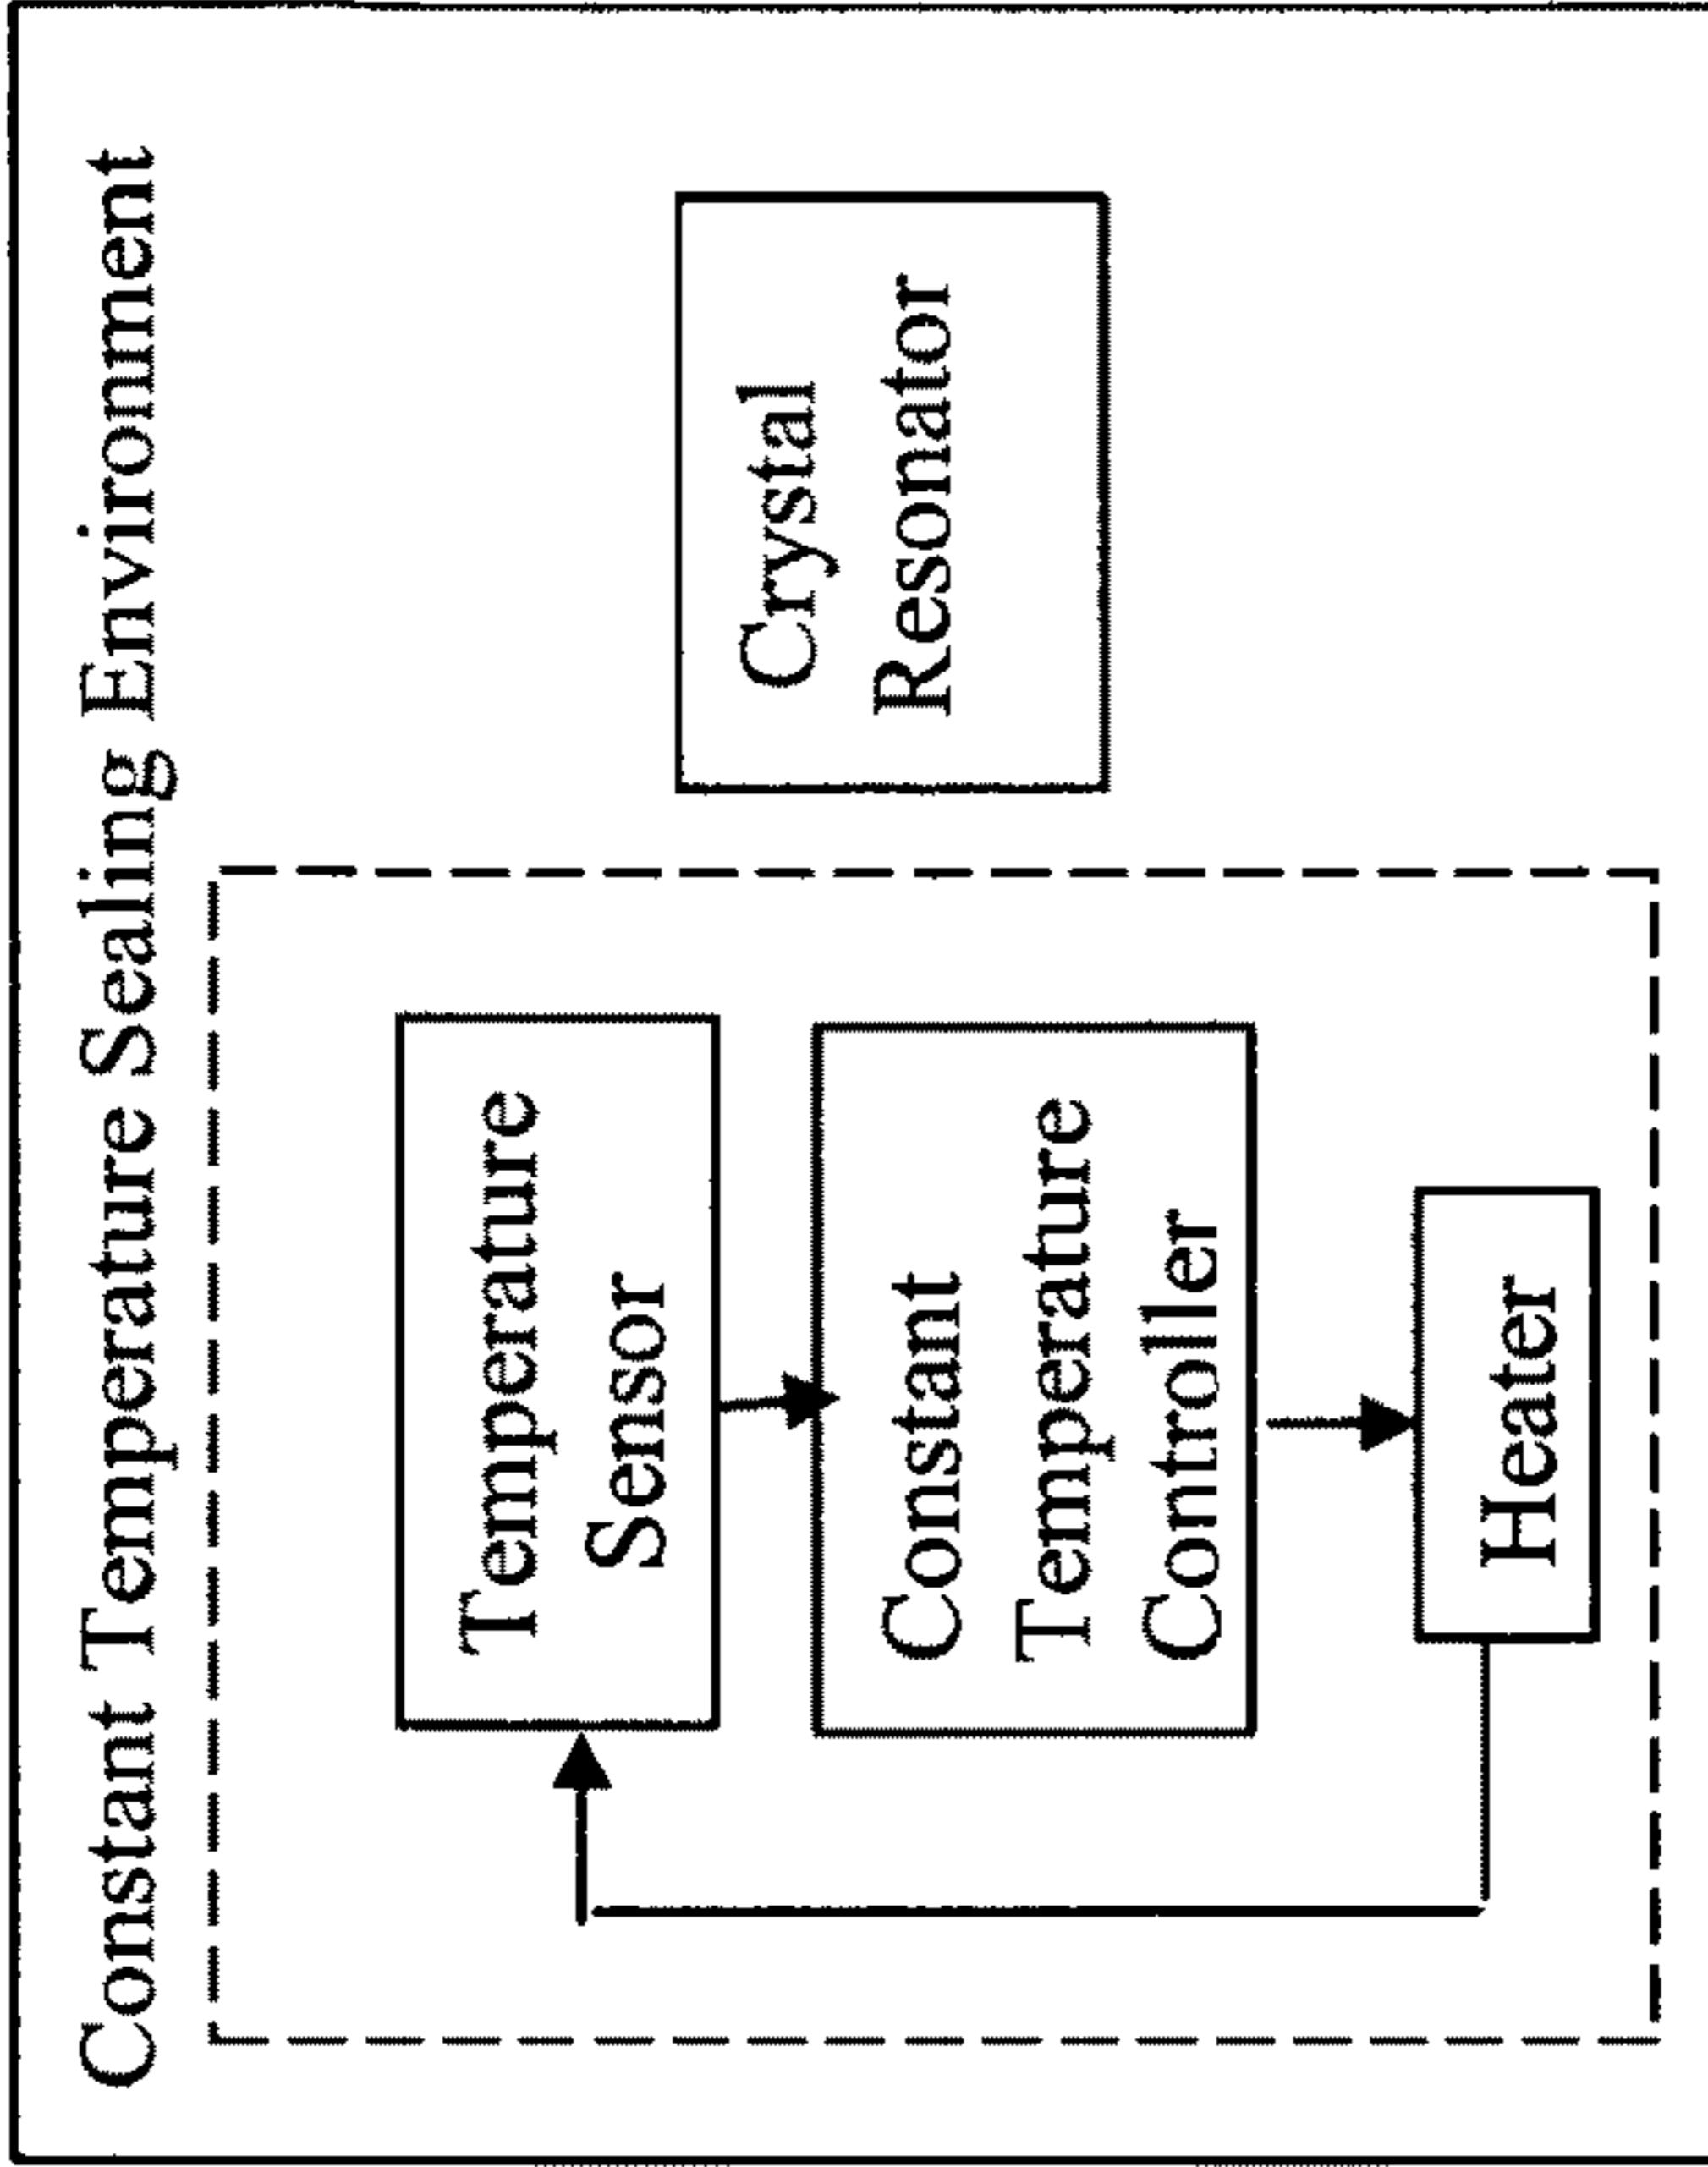 Constant Temperature Sealing Environment
Temperature
Sensor
Constant
Temperature
Controller
Heater
Crystal
Resonator